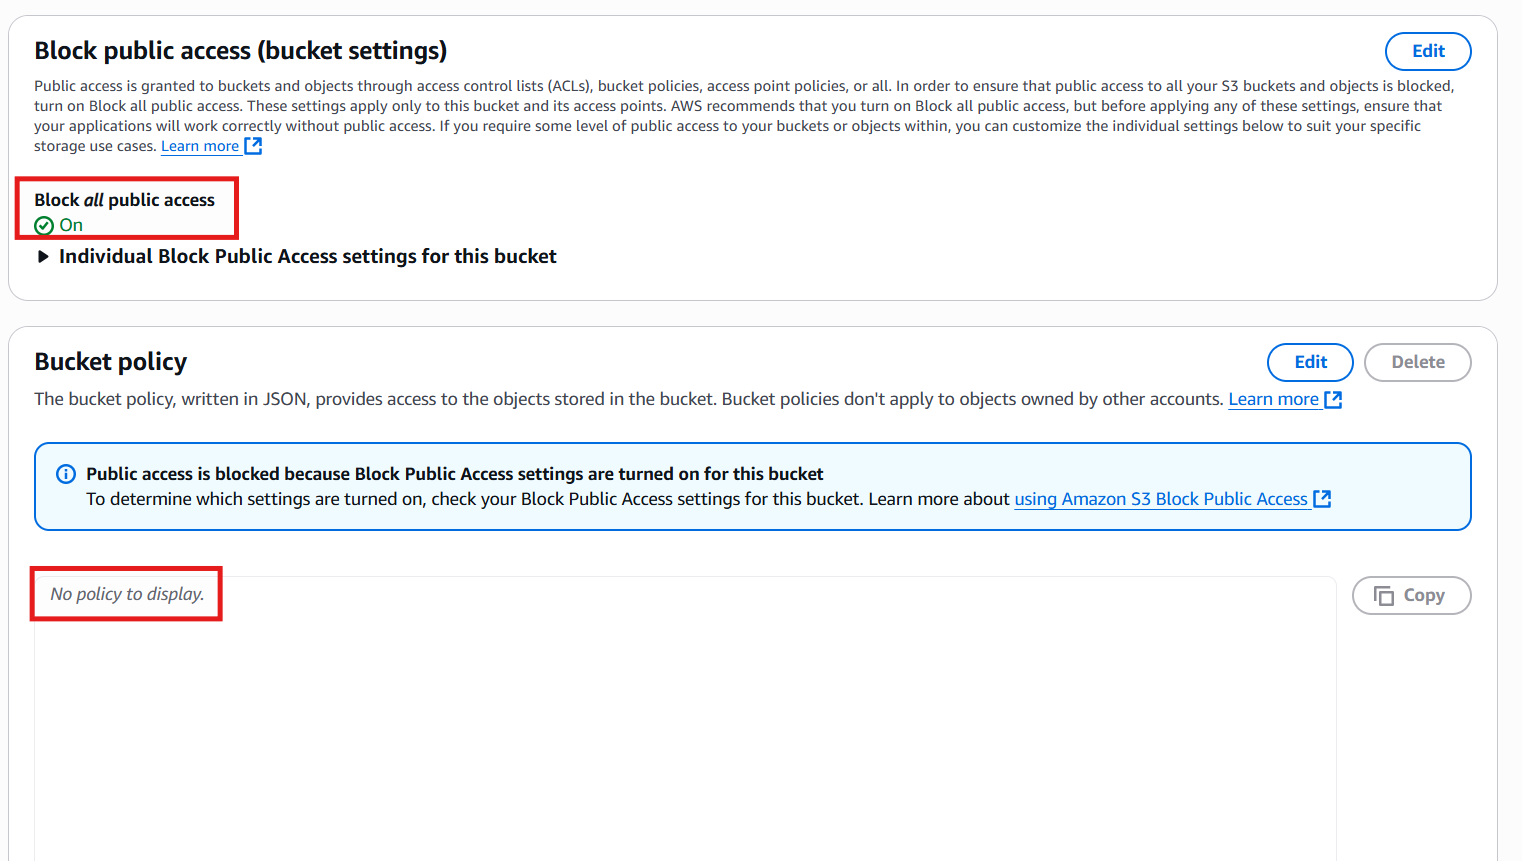 Block public access (bucket settings)
Edit
Public access is granted to buckets and objects through access control lists (ACLs), bucket policies, access point policies, or all. In order to ensure that public access to all your S3 buckets and objects is blocked,
turn on Block all public access. These settings apply only to this bucket and its access points. AWS recommends that you turn on Block all public access, but before applying any of these settings, ensure that
your applications will work correctly without public access. If you require some level of public access to your buckets or objects within, you can customize the individual settings below to suit your specific
storage use cases. Learn more
Block all public access
On
Individual Block Public Access settings for this bucket
Bucket policy
Edit
Delete
The bucket policy, written in JSON, provides access to the objects stored in the bucket. Bucket policies don't apply to objects owned by other accounts. Learn more
Public access is blocked because Block Public Access settings are turned on for this bucket
To determine which settings are turned on, check your Block Public Access settings for this bucket. Learn more about using Amazon S3 Block Public Access
No policy to display.
Copy